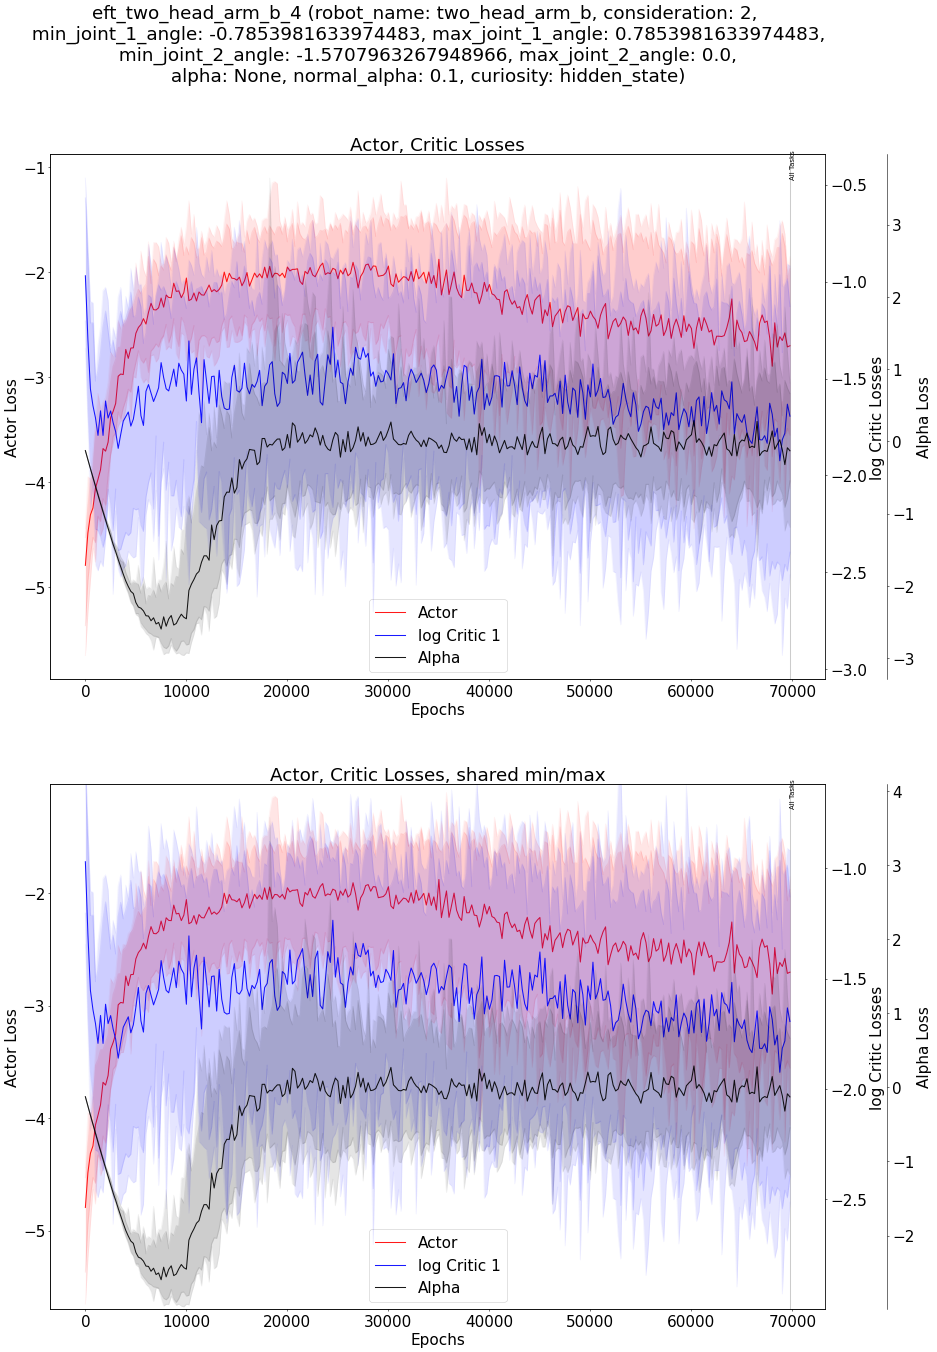 eft_two_head_arm_b_4 (robot_name: two_head_arm_b, consideration: 2,
min_joint_1_angle: -0.7853981633974483, max_joint_1_angle: 0.7853981633974483,
min_joint_2_angle: -1.5707963267948966, max_joint_2_angle: 0.0,
alpha: None, normal_alpha: 0.1, curiosity: hidden_state)
Actor, Critic Losses
All Tasks
−1
−2
−3
−4
−5
Actor Loss
−0.5
−1.0
−1.5
−2.0
−2.5
−3.0
log Critic Losses
3
2
1
0
−1
−2
−3
Alpha Loss
Actor
log Critic 1
Alpha
0 10000 20000 30000 40000 50000 60000 70000
Epochs
Actor, Critic Losses, shared min/max
All Tasks
−2
−3
−4
−5
Actor Loss
−1.0
−1.5
−2.0
−2.5
log Critic Losses
4
3
2
1
0
−1
−2
Alpha Loss
Actor
log Critic 1
Alpha
0 10000 20000 30000 40000 50000 60000 70000
Epochs